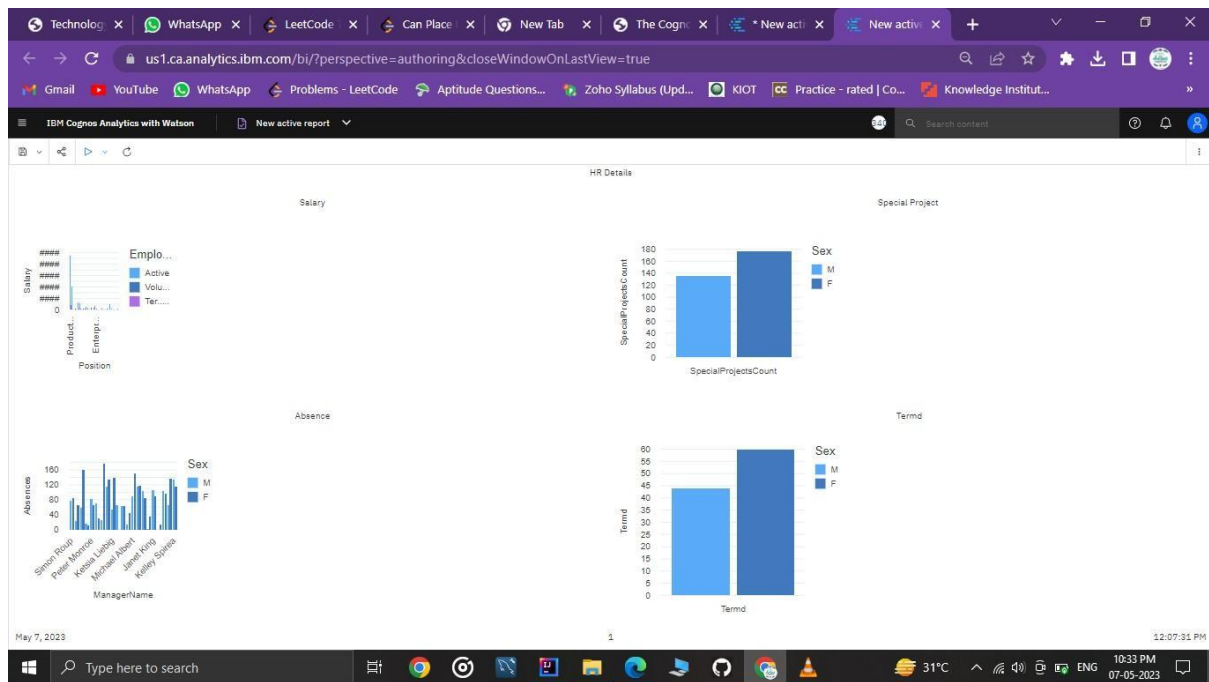 Technolog
WhatsApp
LeetCode
Can Place
New Tab
The Cogno
* New acti
New active
us1.ca.analytics.ibm.com/bi/?perspective=authoring&closeWindowOnLastView=true
Gmail
YouTube
WhatsApp
Problems - LeetCode
Aptitude Questions...
Zoho Syllabus (Upd...
KIOT
CC
Practice - rated | Co...
Knowledge Institut...
»
IBM Cognos Analytics with Watson
New active report
Search content
HR Details
Salary
####
####
####
####
####
0
Salary
Product...
Enterpr...
Position
Emplo...
Active
Volu...
Ter.....
Special Project
180
160
140
120
100
80
60
40
20
0
SpecialProjectsCount
SpecialProjectsCount
Sex
M
F
Absence
160
120
80
40
0
Absences
Simon Roup
Peter Monroe
Ketsia Liebig
Michael Albert
Janet King
Kelley Spirea
ManagerName
Sex
M
F
Termd
60
55
50
45
40
35
30
25
20
15
10
5
0
Termd
Termd
Sex
M
F
May 7, 2023
1
12:07:31 PM
Type here to search
31°C
ENG
10:33 PM
07-05-2023